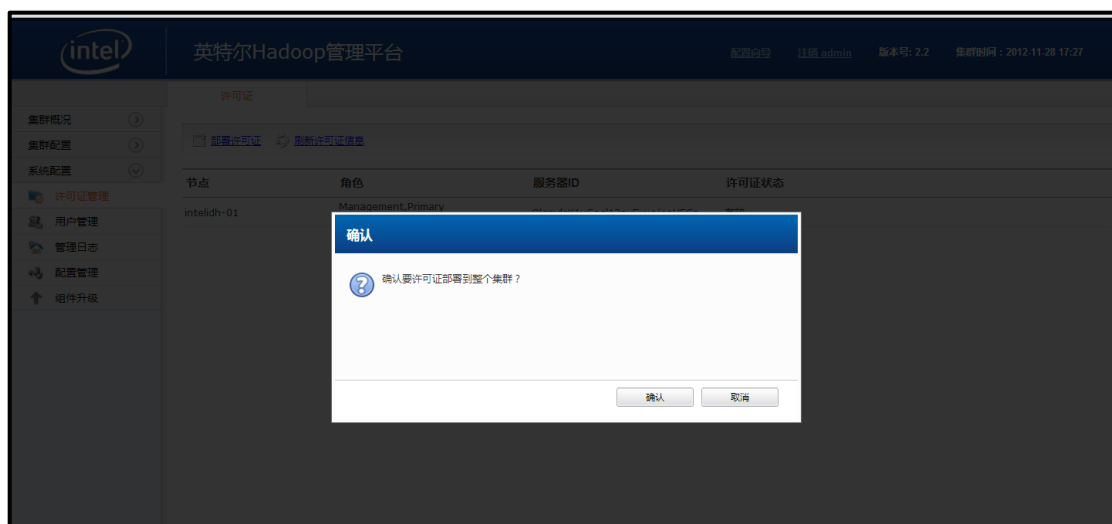 intel
英特尔Hadoop管理平台
配置向导 注销 admin 版本号: 2.2 集群时间：2012-11-28 17:27
许可证
集群概况
集群配置
系统配置
许可证管理
用户管理
管理日志
配置管理
组件升级
部署许可证 刷新许可证信息
节点 角色 服务器ID 许可证状态
intelidh-01 Management,Primary
确认
确认要许可证部署到整个集群？
确认 取消